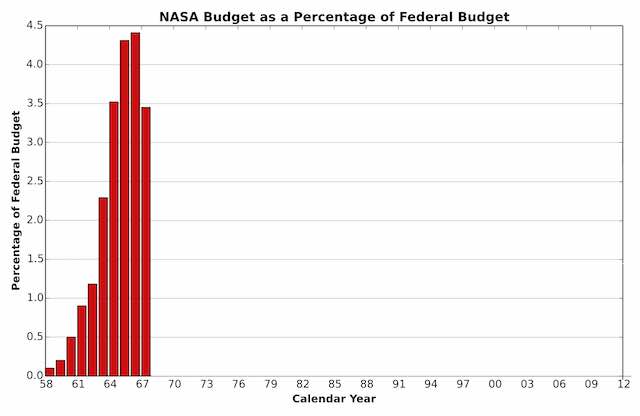 NASA Budget as a Percentage of Federal Budget
4.5
4.0
3.5
3.0
2.5
2.0
1.5
1.0
0.5
0.0
Percentage of Federal Budget
58 61 64 67 70 73 76 79 82 85 88 91 94 97 00 03 06 09 12
Calendar Year